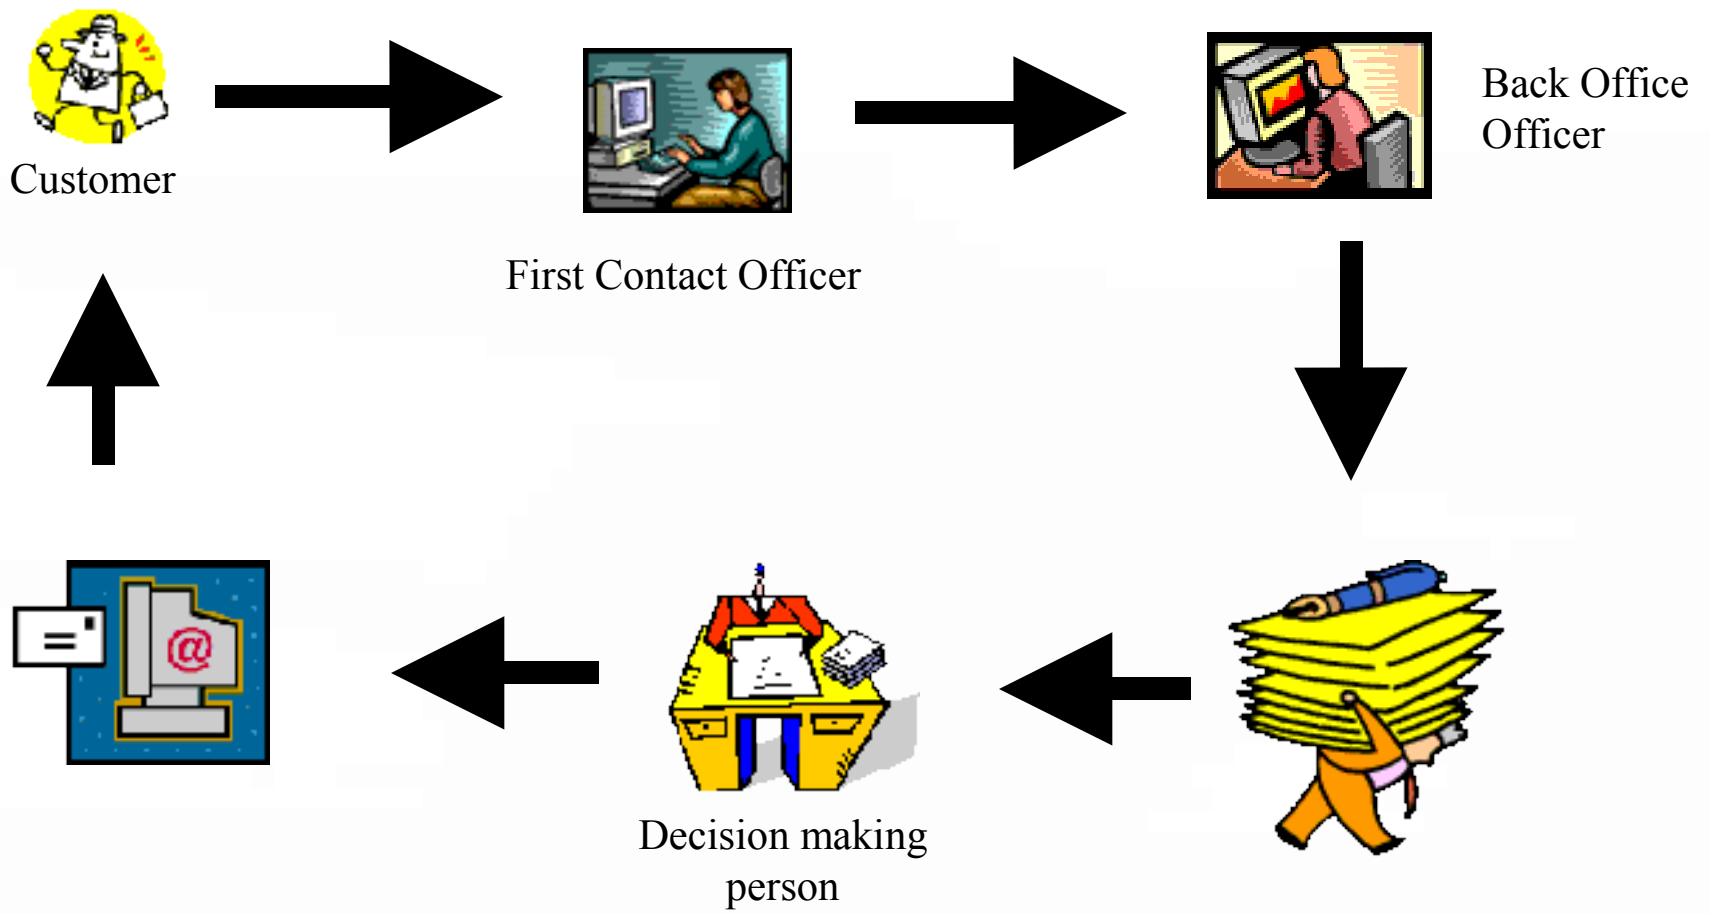 Customer
First Contact Officer
Back Office
Officer
@
Decision making
person